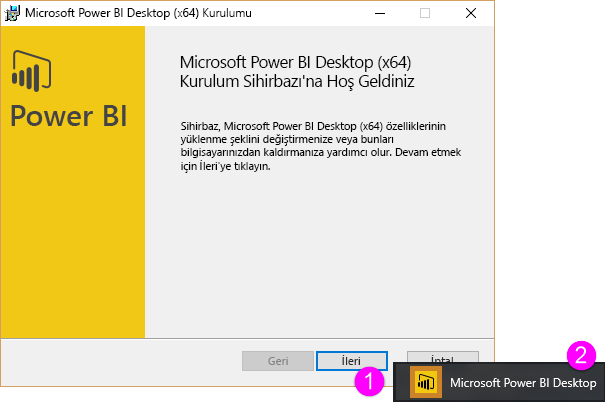 Microsoft Power BI Desktop (x64) Kurulumu
Power BI
Microsoft Power BI Desktop (x64)
Kurulum Sihirbazı'na Hoş Geldiniz
Sihirbaz, Microsoft Power BI Desktop (x64) özelliklerinin
yüklenme şeklini değiştirmenize veya bunları
bilgisayarınızdan kaldırmanıza yardımcı olur. Devam etmek
için İleri'ye tıklayın.
Geri
İleri
İptal
1
2
Microsoft Power BI Desktop